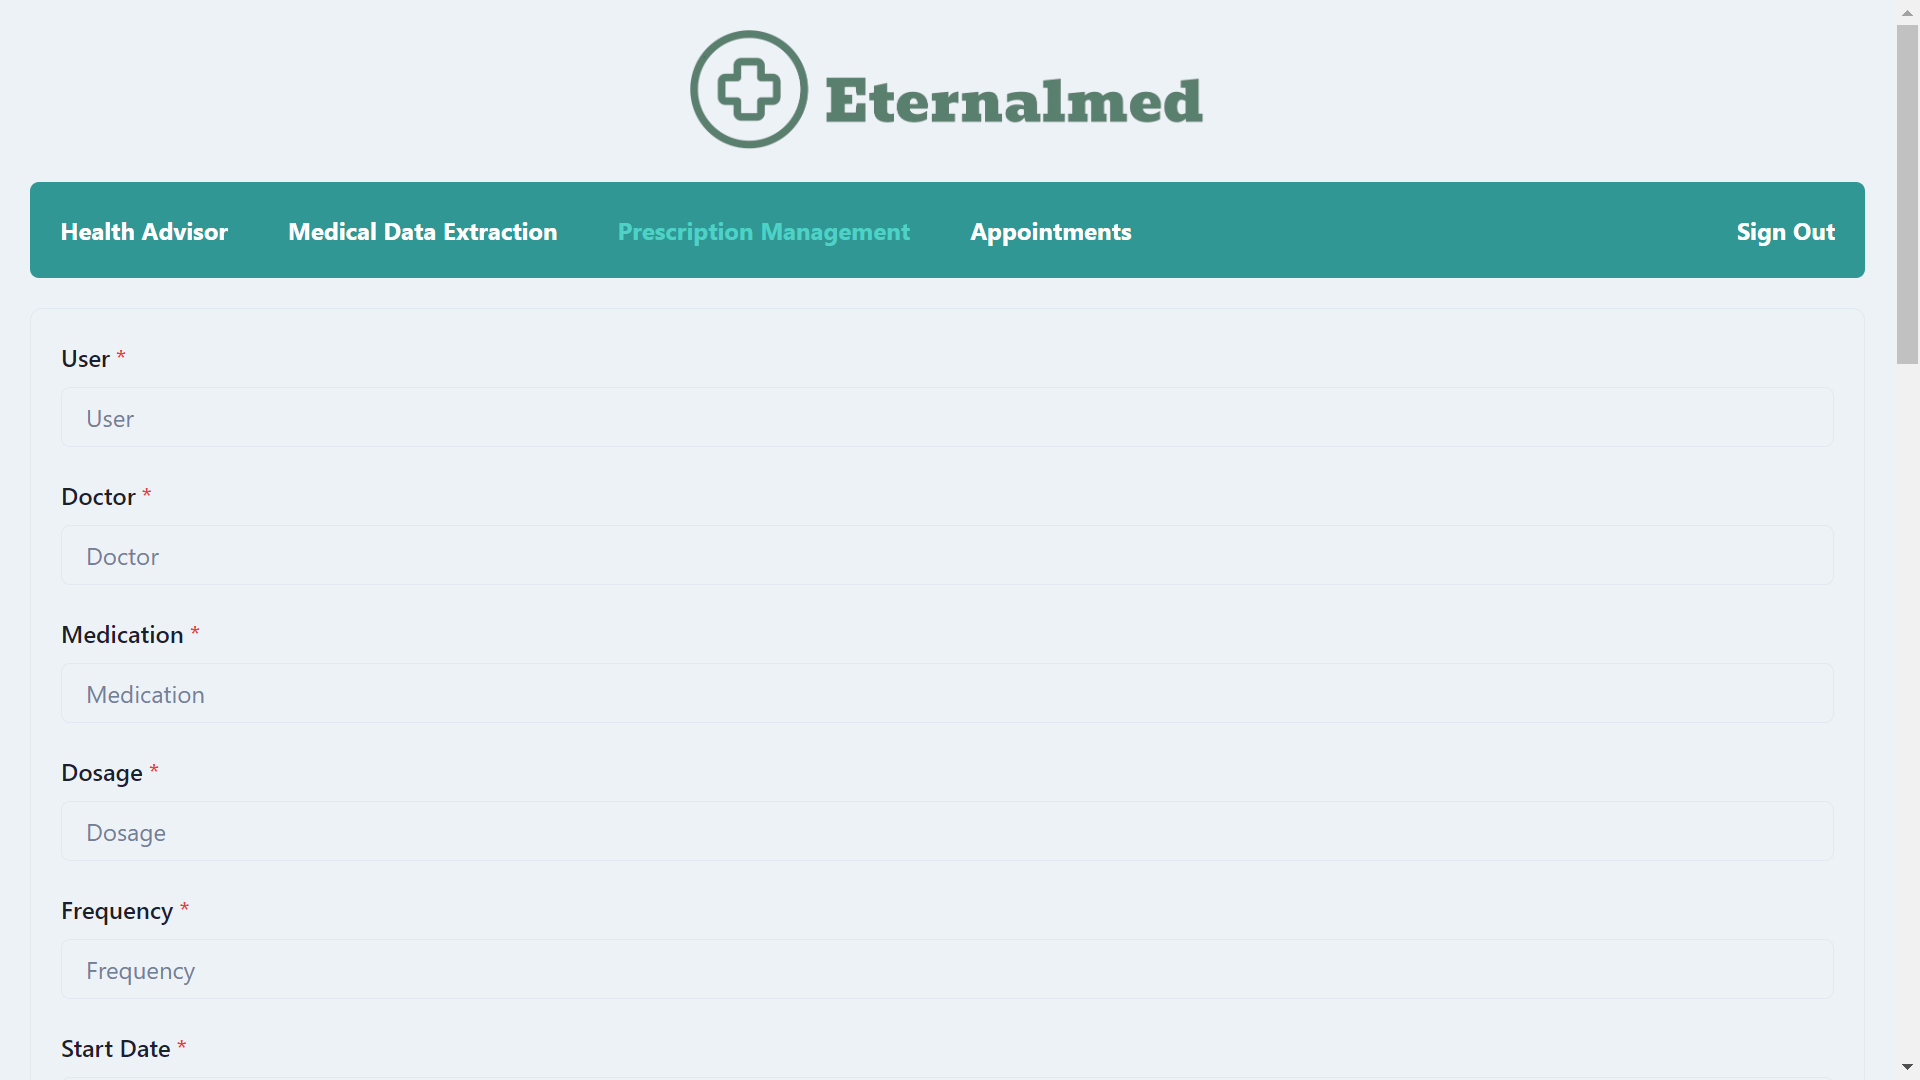 Eternalmed
Health Advisor Medical Data Extraction Prescription Management Appointments Sign Out
User *
User
Doctor *
Doctor
Medication *
Medication
Dosage *
Dosage
Frequency *
Frequency
Start Date *